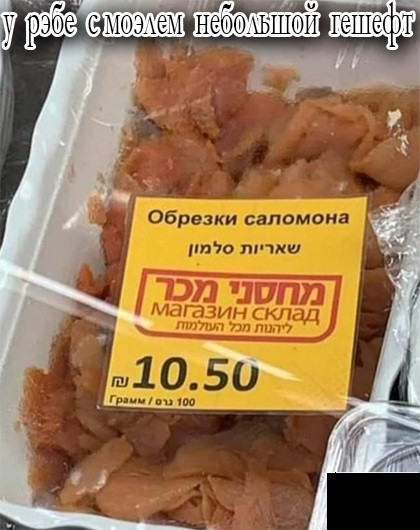 у рэбе с моэлем небольшой гешефт
Обрезки саломона
שאריות סלמון
מחסני מכר
магазин склад
ליהנות מכל העולמות
₪ 10.50
Грамм / גרם 100